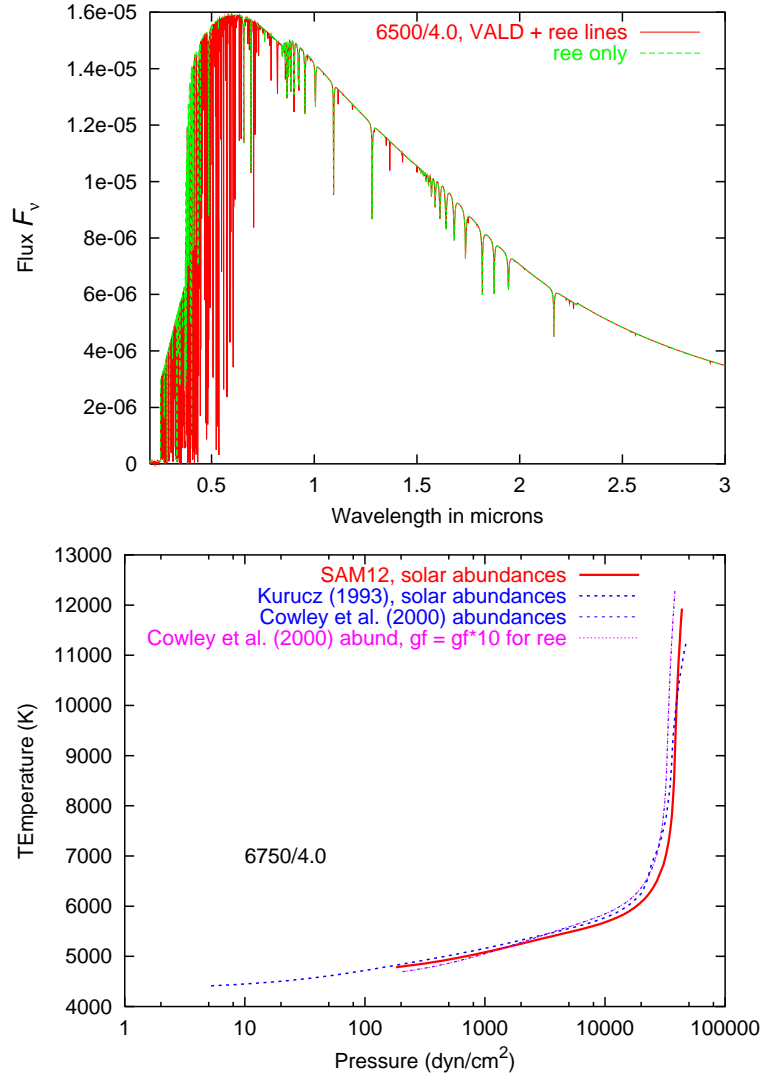 1.6e-05
1.4e-05
1.2e-05
1e-05
8e-06
6e-06
4e-06
2e-06
0
Flux Fν
6500/4.0, VALD + ree lines
ree only
0.5 1 1.5 2 2.5 3
Wavelength in microns
13000
12000
11000
10000
9000
8000
7000
6000
5000
4000
TEmperature (K)
SAM12, solar abundances
Kurucz (1993), solar abundances
Cowley et al. (2000) abundances
Cowley et al. (2000) abund, gf = gf*10 for ree
6750/4.0
1 10 100 1000 10000 100000
Pressure (dyn/cm²)